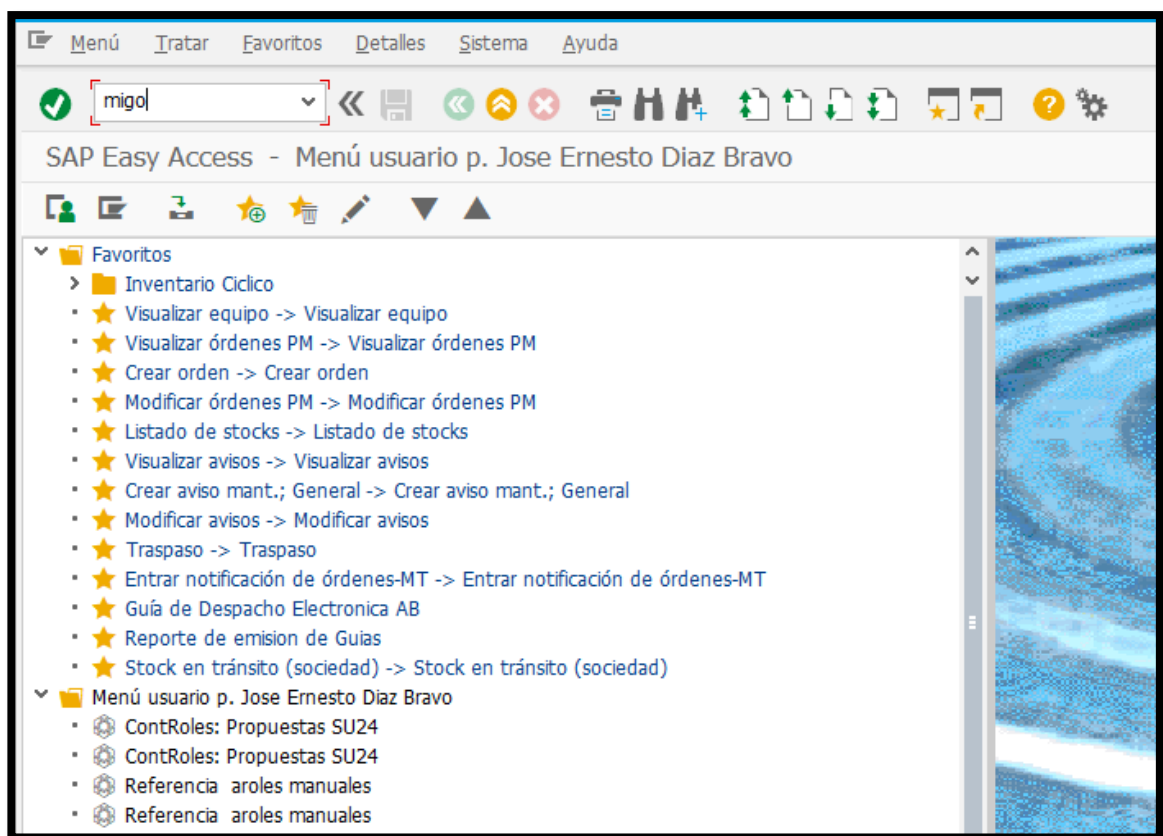 Menú Tratar Favoritos Detalles Sistema Ayuda
migo
SAP Easy Access - Menú usuario p. Jose Ernesto Diaz Bravo
Favoritos
Inventario Ciclico
Visualizar equipo -> Visualizar equipo
Visualizar órdenes PM -> Visualizar órdenes PM
Crear orden -> Crear orden
Modificar órdenes PM -> Modificar órdenes PM
Listado de stocks -> Listado de stocks
Visualizar avisos -> Visualizar avisos
Crear aviso mant.; General -> Crear aviso mant.; General
Modificar avisos -> Modificar avisos
Traspaso -> Traspaso
Entrar notificación de órdenes-MT -> Entrar notificación de órdenes-MT
Guía de Despacho Electronica AB
Reporte de emision de Guias
Stock en tránsito (sociedad) -> Stock en tránsito (sociedad)
Menú usuario p. Jose Ernesto Diaz Bravo
ContRoles: Propuestas SU24
ContRoles: Propuestas SU24
Referencia aroles manuales
Referencia aroles manuales